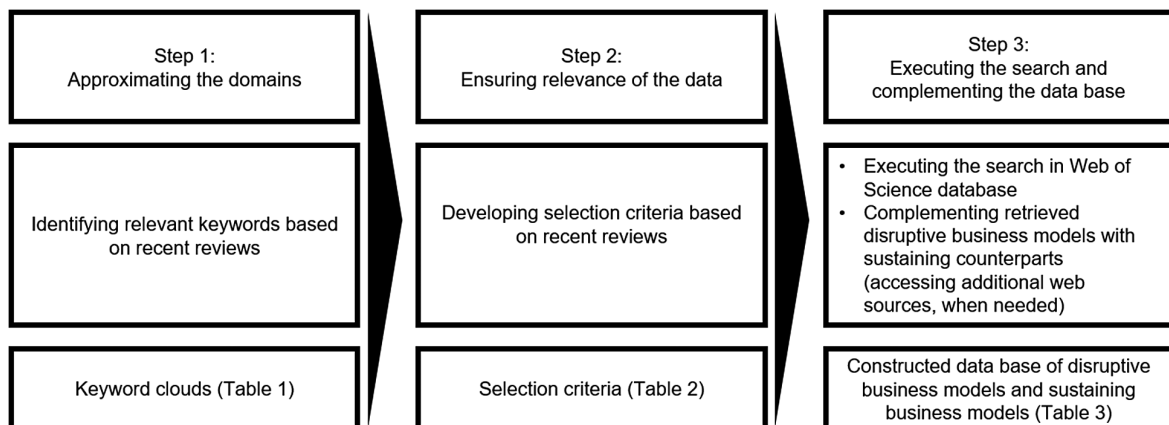 Step 1:
Approximating the domains
Identifying relevant keywords based
on recent reviews
Keyword clouds (Table 1)
Step 2:
Ensuring relevance of the data
Developing selection criteria based
on recent reviews
Selection criteria (Table 2)
Step 3:
Executing the search and
complementing the data base
• Executing the search in Web of
Science database
• Complementing retrieved
disruptive business models with
sustaining counterparts
(accessing additional web
sources, when needed)
Constructed data base of disruptive
business models and sustaining
business models (Table 3)